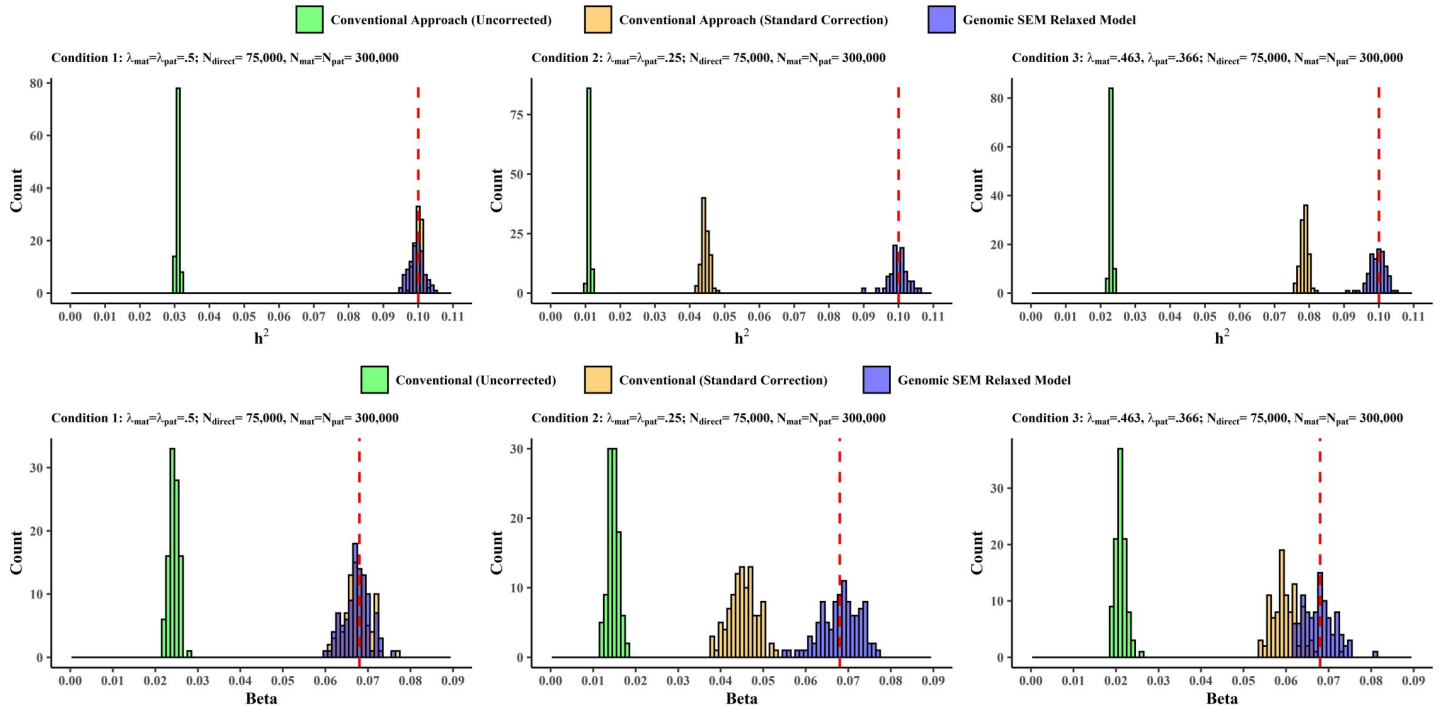 Conventional Approach (Uncorrected) Conventional Approach (Standard Correction) Genomic SEM Relaxed Model
Condition 1: λmat=λpat=.5; Ndirect= 75,000, Nmat=Npat= 300,000
80
60
40
20
0
Count
0.00 0.01 0.02 0.03 0.04 0.05 0.06 0.07 0.08 0.09 0.10 0.11
h²
Condition 2: λmat=λpat=.25; Ndirect= 75,000, Nmat=Npat= 300,000
75
50
25
0
Count
0.00 0.01 0.02 0.03 0.04 0.05 0.06 0.07 0.08 0.09 0.10 0.11
h²
Condition 3: λmat=.463, λpat=.366; Ndirect= 75,000, Nmat=Npat= 300,000
80
60
40
20
0
Count
0.00 0.01 0.02 0.03 0.04 0.05 0.06 0.07 0.08 0.09 0.10 0.11
h²
Conventional (Uncorrected) Conventional (Standard Correction) Genomic SEM Relaxed Model
Condition 1: λmat=λpat=.5; Ndirect= 75,000, Nmat=Npat= 300,000
30
20
10
0
Count
0.00 0.01 0.02 0.03 0.04 0.05 0.06 0.07 0.08 0.09
Beta
Condition 2: λmat=λpat=.25; Ndirect= 75,000, Nmat=Npat= 300,000
30
20
10
0
Count
0.00 0.01 0.02 0.03 0.04 0.05 0.06 0.07 0.08 0.09
Beta
Condition 3: λmat=.463, λpat=.366; Ndirect= 75,000, Nmat=Npat= 300,000
30
20
10
0
Count
0.00 0.01 0.02 0.03 0.04 0.05 0.06 0.07 0.08 0.09
Beta